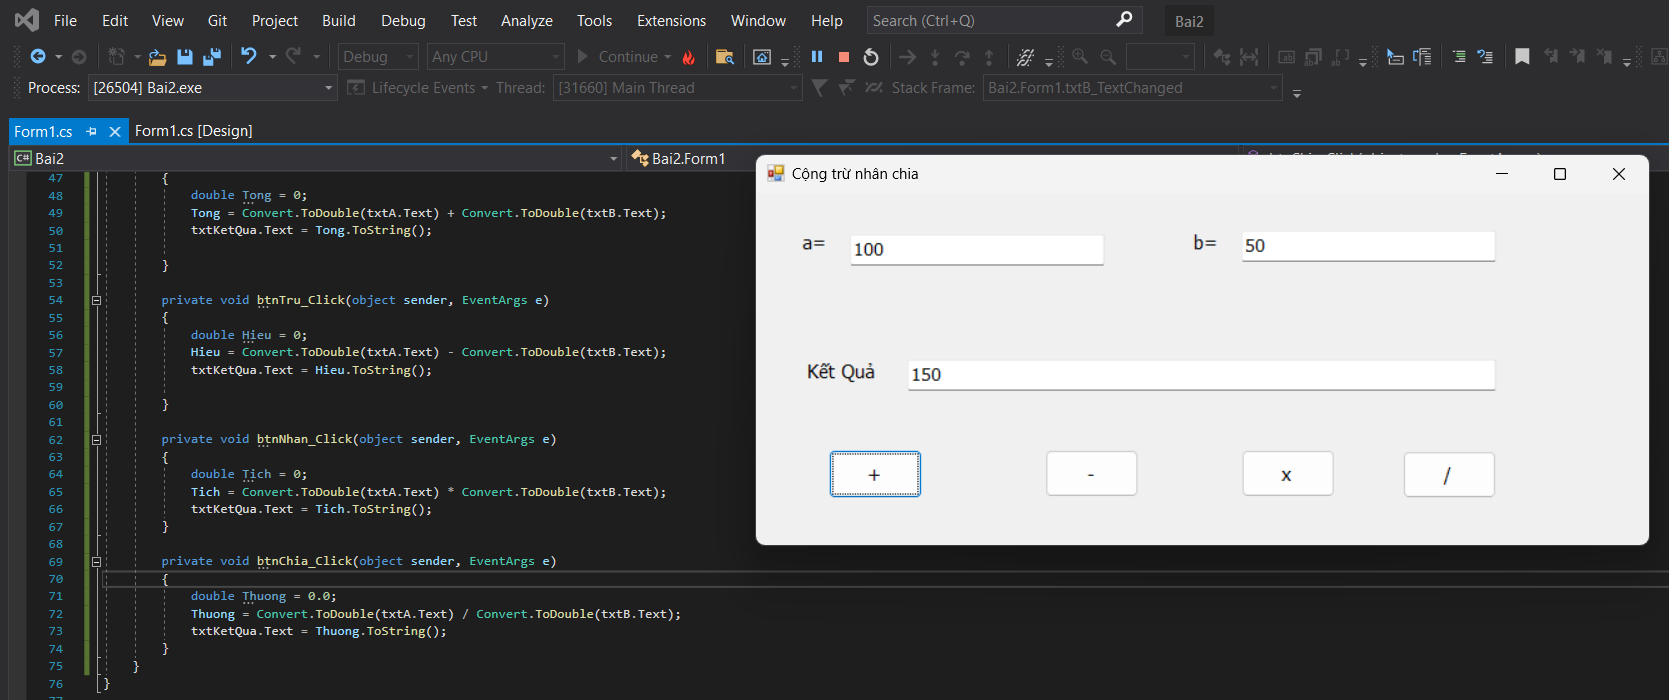 File Edit View Git Project Build Debug Test Analyze Tools Extensions Window Help Search (Ctrl+Q) Bai2
Debug Any CPU Continue
Process: [26504] Bai2.exe Lifecycle Events Thread: [31660] Main Thread Stack Frame: Bai2.Form1.txtB_TextChanged
Form1.cs Form1.cs [Design]
C# Bai2 Bai2.Form1
47 {
48 double Tong = 0;
49 Tong = Convert.ToDouble(txtA.Text) + Convert.ToDouble(txtB.Text);
50 txtKetQua.Text = Tong.ToString();
51
52 }
53
54 private void btnTru_Click(object sender, EventArgs e)
55 {
56 double Hieu = 0;
57 Hieu = Convert.ToDouble(txtA.Text) - Convert.ToDouble(txtB.Text);
58 txtKetQua.Text = Hieu.ToString();
59
60 }
61
62 private void btnNhan_Click(object sender, EventArgs e)
63 {
64 double Tich = 0;
65 Tich = Convert.ToDouble(txtA.Text) * Convert.ToDouble(txtB.Text);
66 txtKetQua.Text = Tich.ToString();
67 }
68
69 private void btnChia_Click(object sender, EventArgs e)
70 {
71 double Thuong = 0.0;
72 Thuong = Convert.ToDouble(txtA.Text) / Convert.ToDouble(txtB.Text);
73 txtKetQua.Text = Thuong.ToString();
74 }
75 }
76 }
Cộng trừ nhân chia
a= 100 b= 50
Kết Quả 150
+ - x /